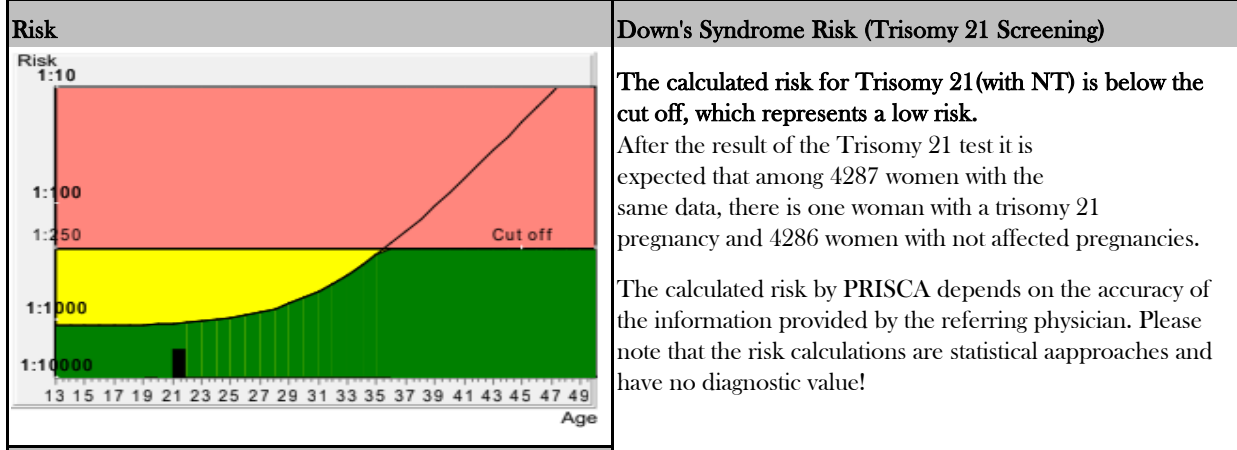 Risk
Down's Syndrome Risk (Trisomy 21 Screening)
Risk
1:10
1:100
1:250
Cut off
1:1000
1:10000
13 15 17 19 21 23 25 27 29 31 33 35 37 39 41 43 45 47 49
Age
The calculated risk for Trisomy 21(with NT) is below the
cut off, which represents a low risk.
After the result of the Trisomy 21 test it is
expected that among 4287 women with the
same data, there is one woman with a trisomy 21
pregnancy and 4286 women with not affected pregnancies.
The calculated risk by PRISCA depends on the accuracy of
the information provided by the referring physician. Please
note that the risk calculations are statistical aapproaches and
have no diagnostic value!